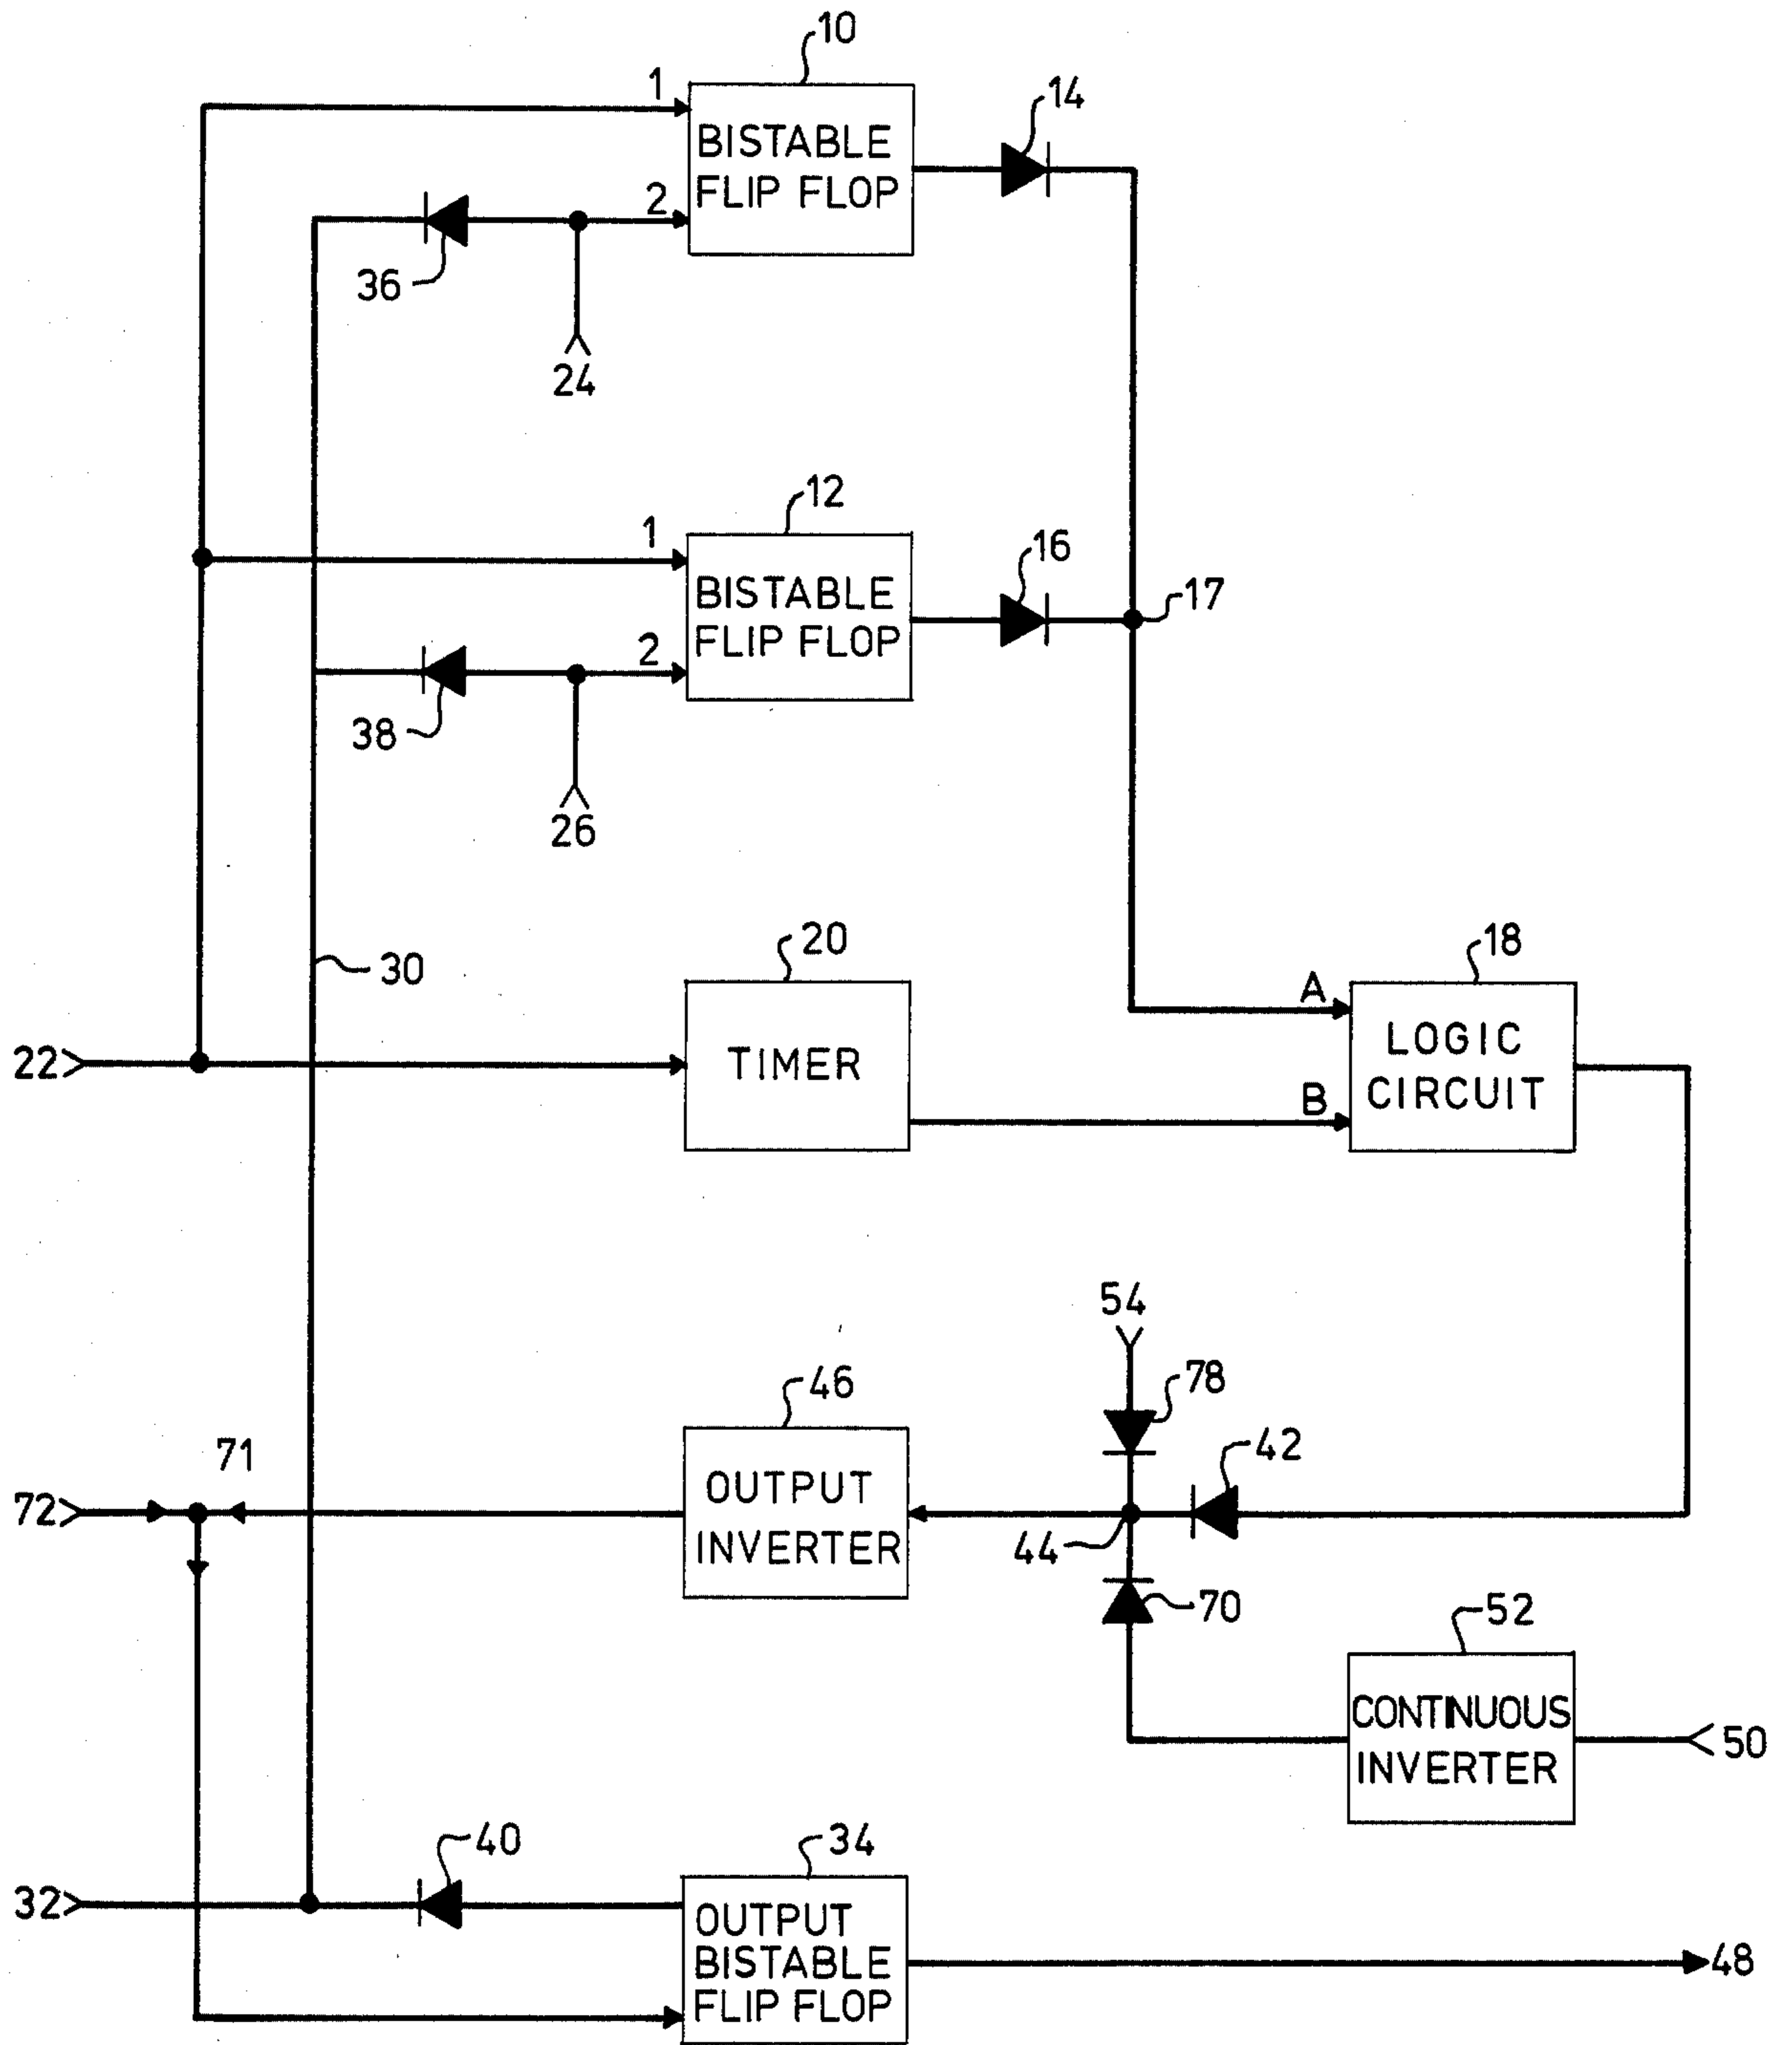 10
1
BISTABLE
FLIP FLOP
14
2
36
24
12
1
BISTABLE
FLIP FLOP
16
17
2
38
26
20
18
30
A
22
TIMER
LOGIC
CIRCUIT
B
54
78
46
42
71
72
OUTPUT
INVERTER
44
70
52
CONTINUOUS
INVERTER
50
40
34
32
OUTPUT
BISTABLE
FLIP FLOP
48